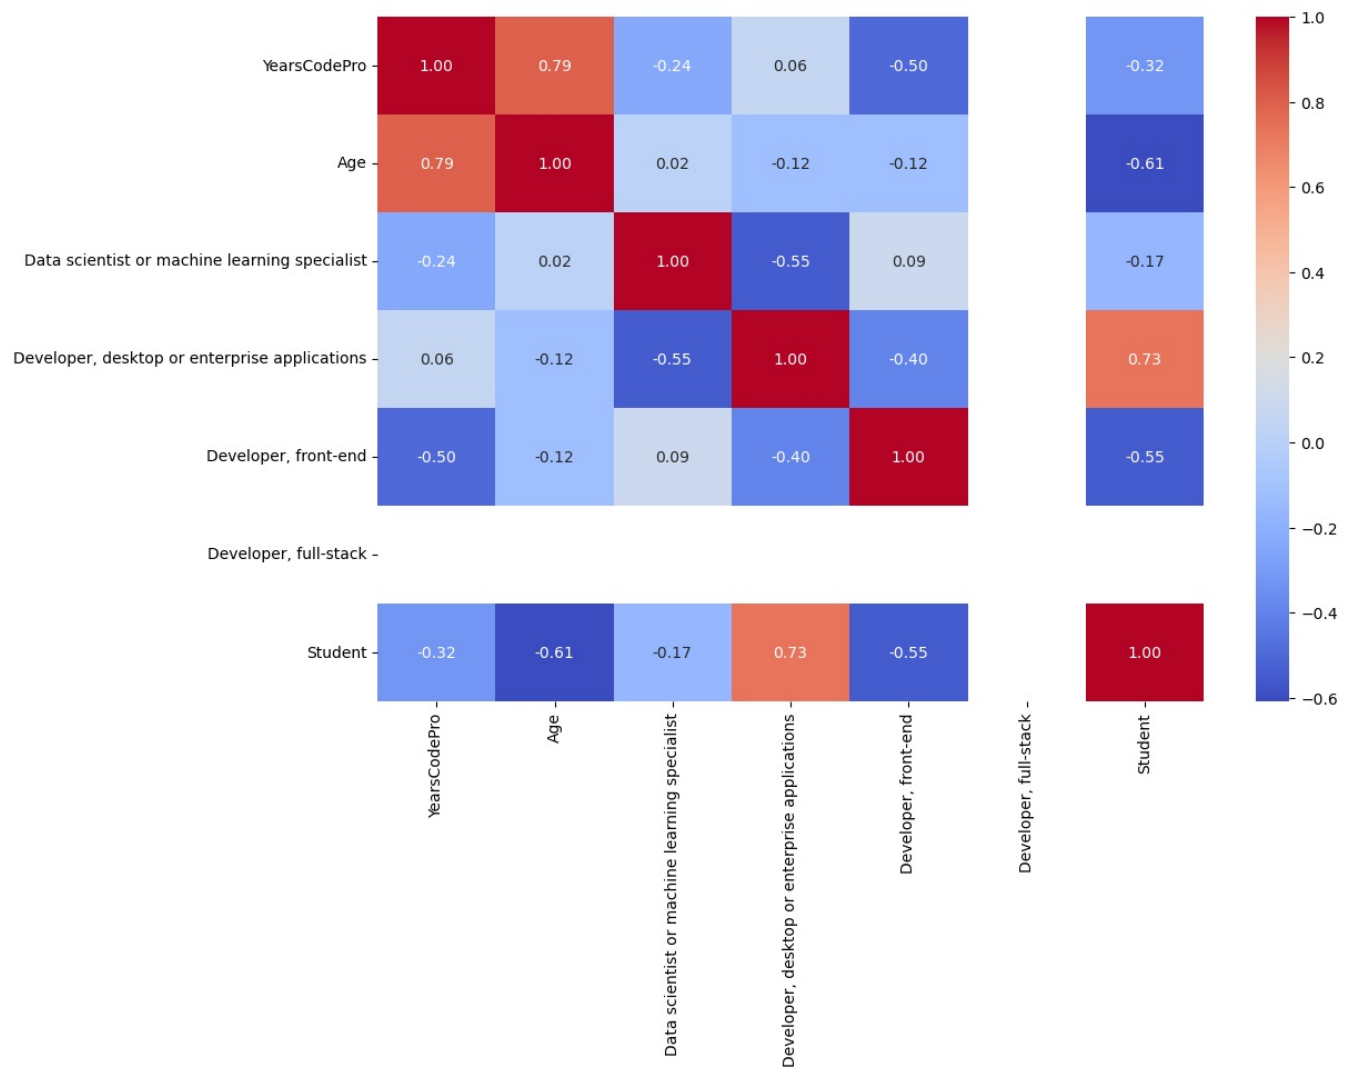 YearsCodePro 1.00 0.79 -0.24 0.06 -0.50 -0.32
Age 0.79 1.00 0.02 -0.12 -0.12 -0.61
Data scientist or machine learning specialist -0.24 0.02 1.00 -0.55 0.09 -0.17
Developer, desktop or enterprise applications 0.06 -0.12 -0.55 1.00 -0.40 0.73
Developer, front-end -0.50 -0.12 0.09 -0.40 1.00 -0.55
Developer, full-stack
Student -0.32 -0.61 -0.17 0.73 -0.55 1.00
YearsCodePro
Age
Data scientist or machine learning specialist
Developer, desktop or enterprise applications
Developer, front-end
Developer, full-stack
Student
1.0
0.8
0.6
0.4
0.2
0.0
−0.2
−0.4
−0.6